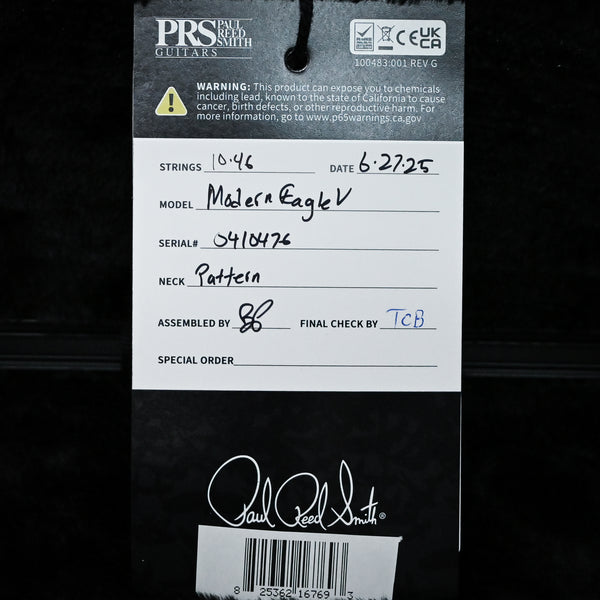 PRS PAUL REED SMITH
GUITARS
CE UK CA
100483:001 REV G
WARNING: This product can expose you to chemicals
including lead, known to the state of California to cause
cancer, birth defects, or other reproductive harm. For
more information, go to www.p65warnings.ca.gov
STRINGS 10.46 DATE 6.27.25
MODEL Modern Eagle V
SERIAL# 0410476
NECK Pattern
ASSEMBLED BY FINAL CHECK BY TCB
SPECIAL ORDER
Paul Reed Smith®
8 25362 16769 3